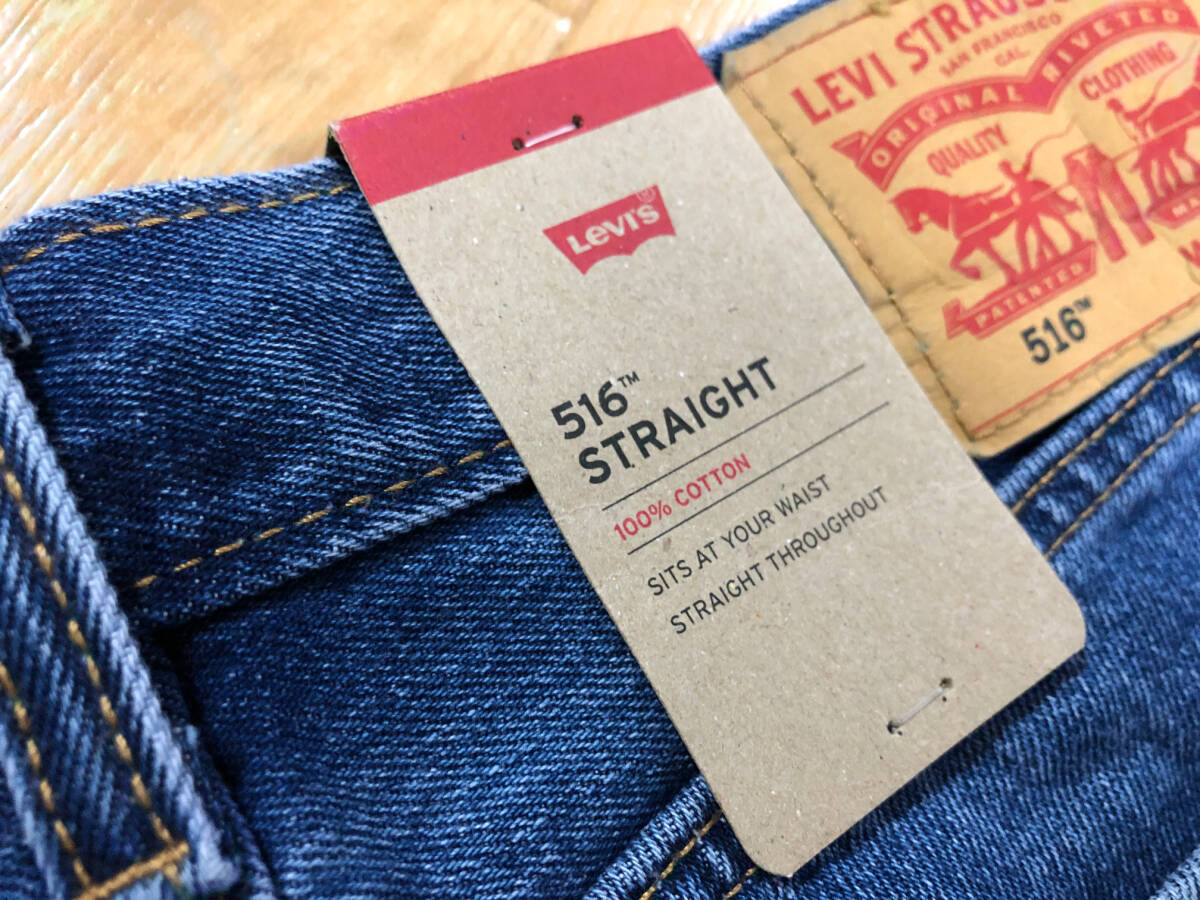 Levi's®
516™
STRAIGHT
100% COTTON
SITS AT YOUR WAIST
STRAIGHT THROUGHOUT
LEVI STRAUSS
SAN FRANCISCO
CAL.
ORIGINAL RIVETED
QUALITY CLOTHING
PATENTED
516™